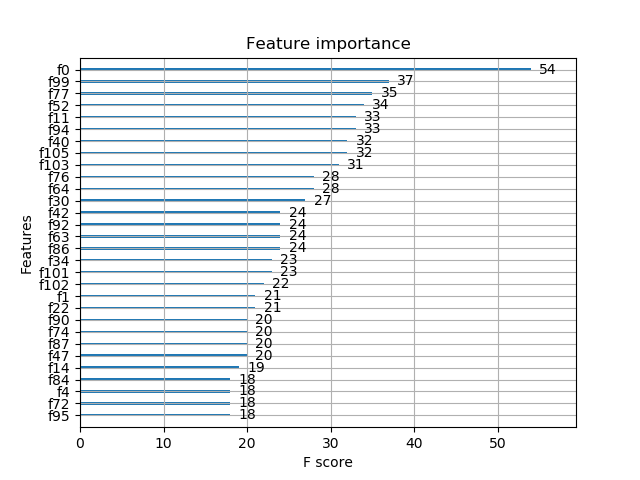 Feature importance
f0 54
f99 37
f77 35
f52 34
f11 33
f94 33
f40 32
f105 32
f103 31
f76 28
f64 28
f30 27
f42 24
f92 24
f63 24
f86 24
f34 23
f101 23
f102 22
f1 21
f22 21
f90 20
f74 20
f87 20
f47 20
f14 19
f84 18
f4 18
f72 18
f95 18
Features
0 10 20 30 40 50
F score